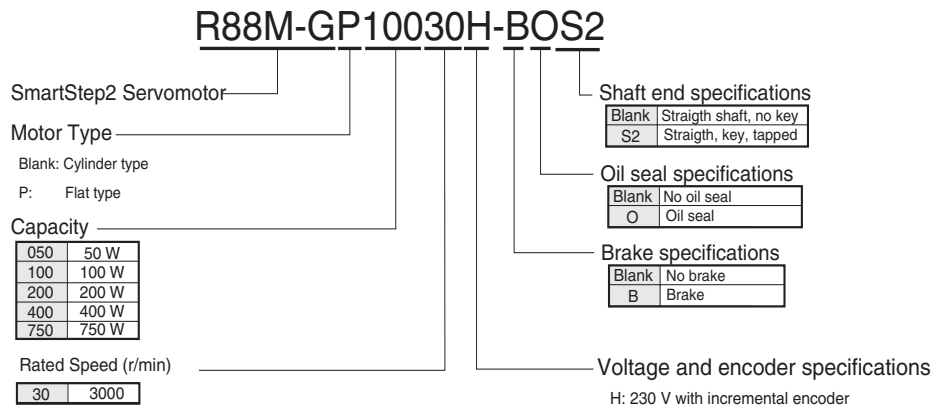 R88M-GP10030H-BOS2
SmartStep2 Servomotor
Motor Type
Blank: Cylinder type
P: Flat type
Capacity
050 50 W
100 100 W
200 200 W
400 400 W
750 750 W
Rated Speed (r/min)
30 3000
Shaft end specifications
Blank Straigth shaft, no key
S2 Straigth, key, tapped
Oil seal specifications
Blank No oil seal
O Oil seal
Brake specifications
Blank No brake
B Brake
Voltage and encoder specifications
H: 230 V with incremental encoder